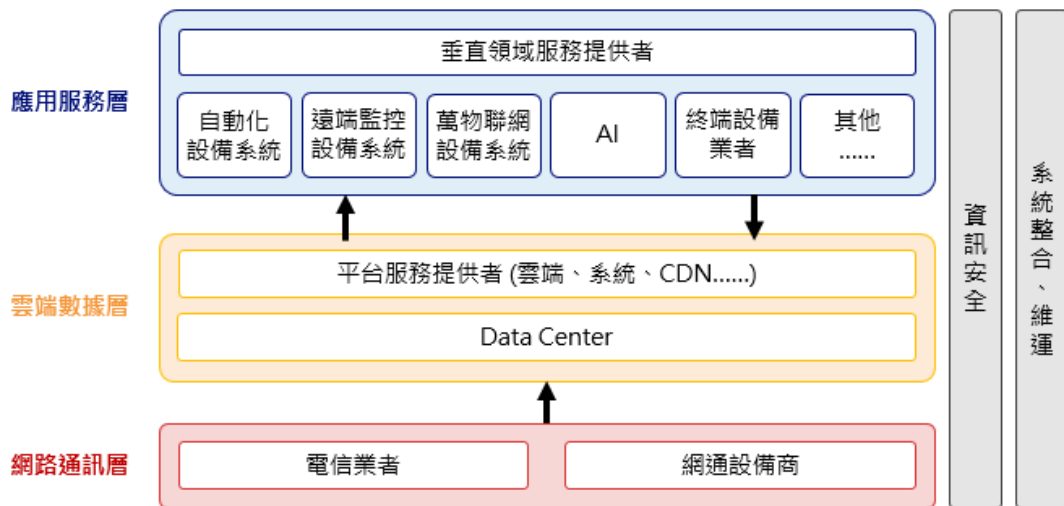 垂直領域服務提供者
應用服務層
自動化
設備系統
遠端監控
設備系統
萬物聯網
設備系統
AI
終端設備
業者
其他
……
平台服務提供者 (雲端、系統、CDN……)
雲端數據層
Data Center
網路通訊層
電信業者
網通設備商
資訊安全
系統整合、維運